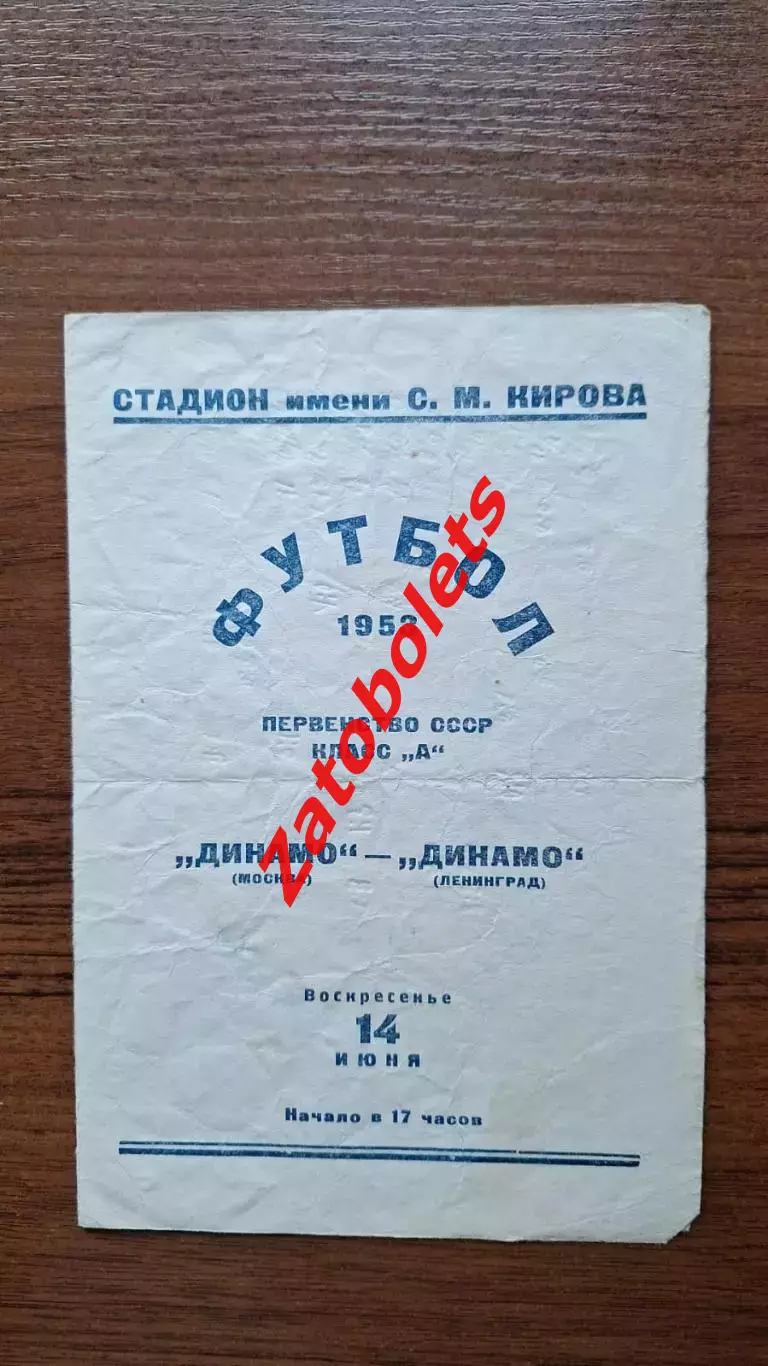 СТАДИОН имени С. М. КИРОВА
ФУТБОЛ
1953
ПЕРВЕНСТВО СССР
КЛАСС „А“
„ДИНАМО“ — „ДИНАМО“
(МОСКВА) (ЛЕНИНГРАД)
Воскресенье
14
ИЮНЯ
Начало в 17 часов
Zatobolets